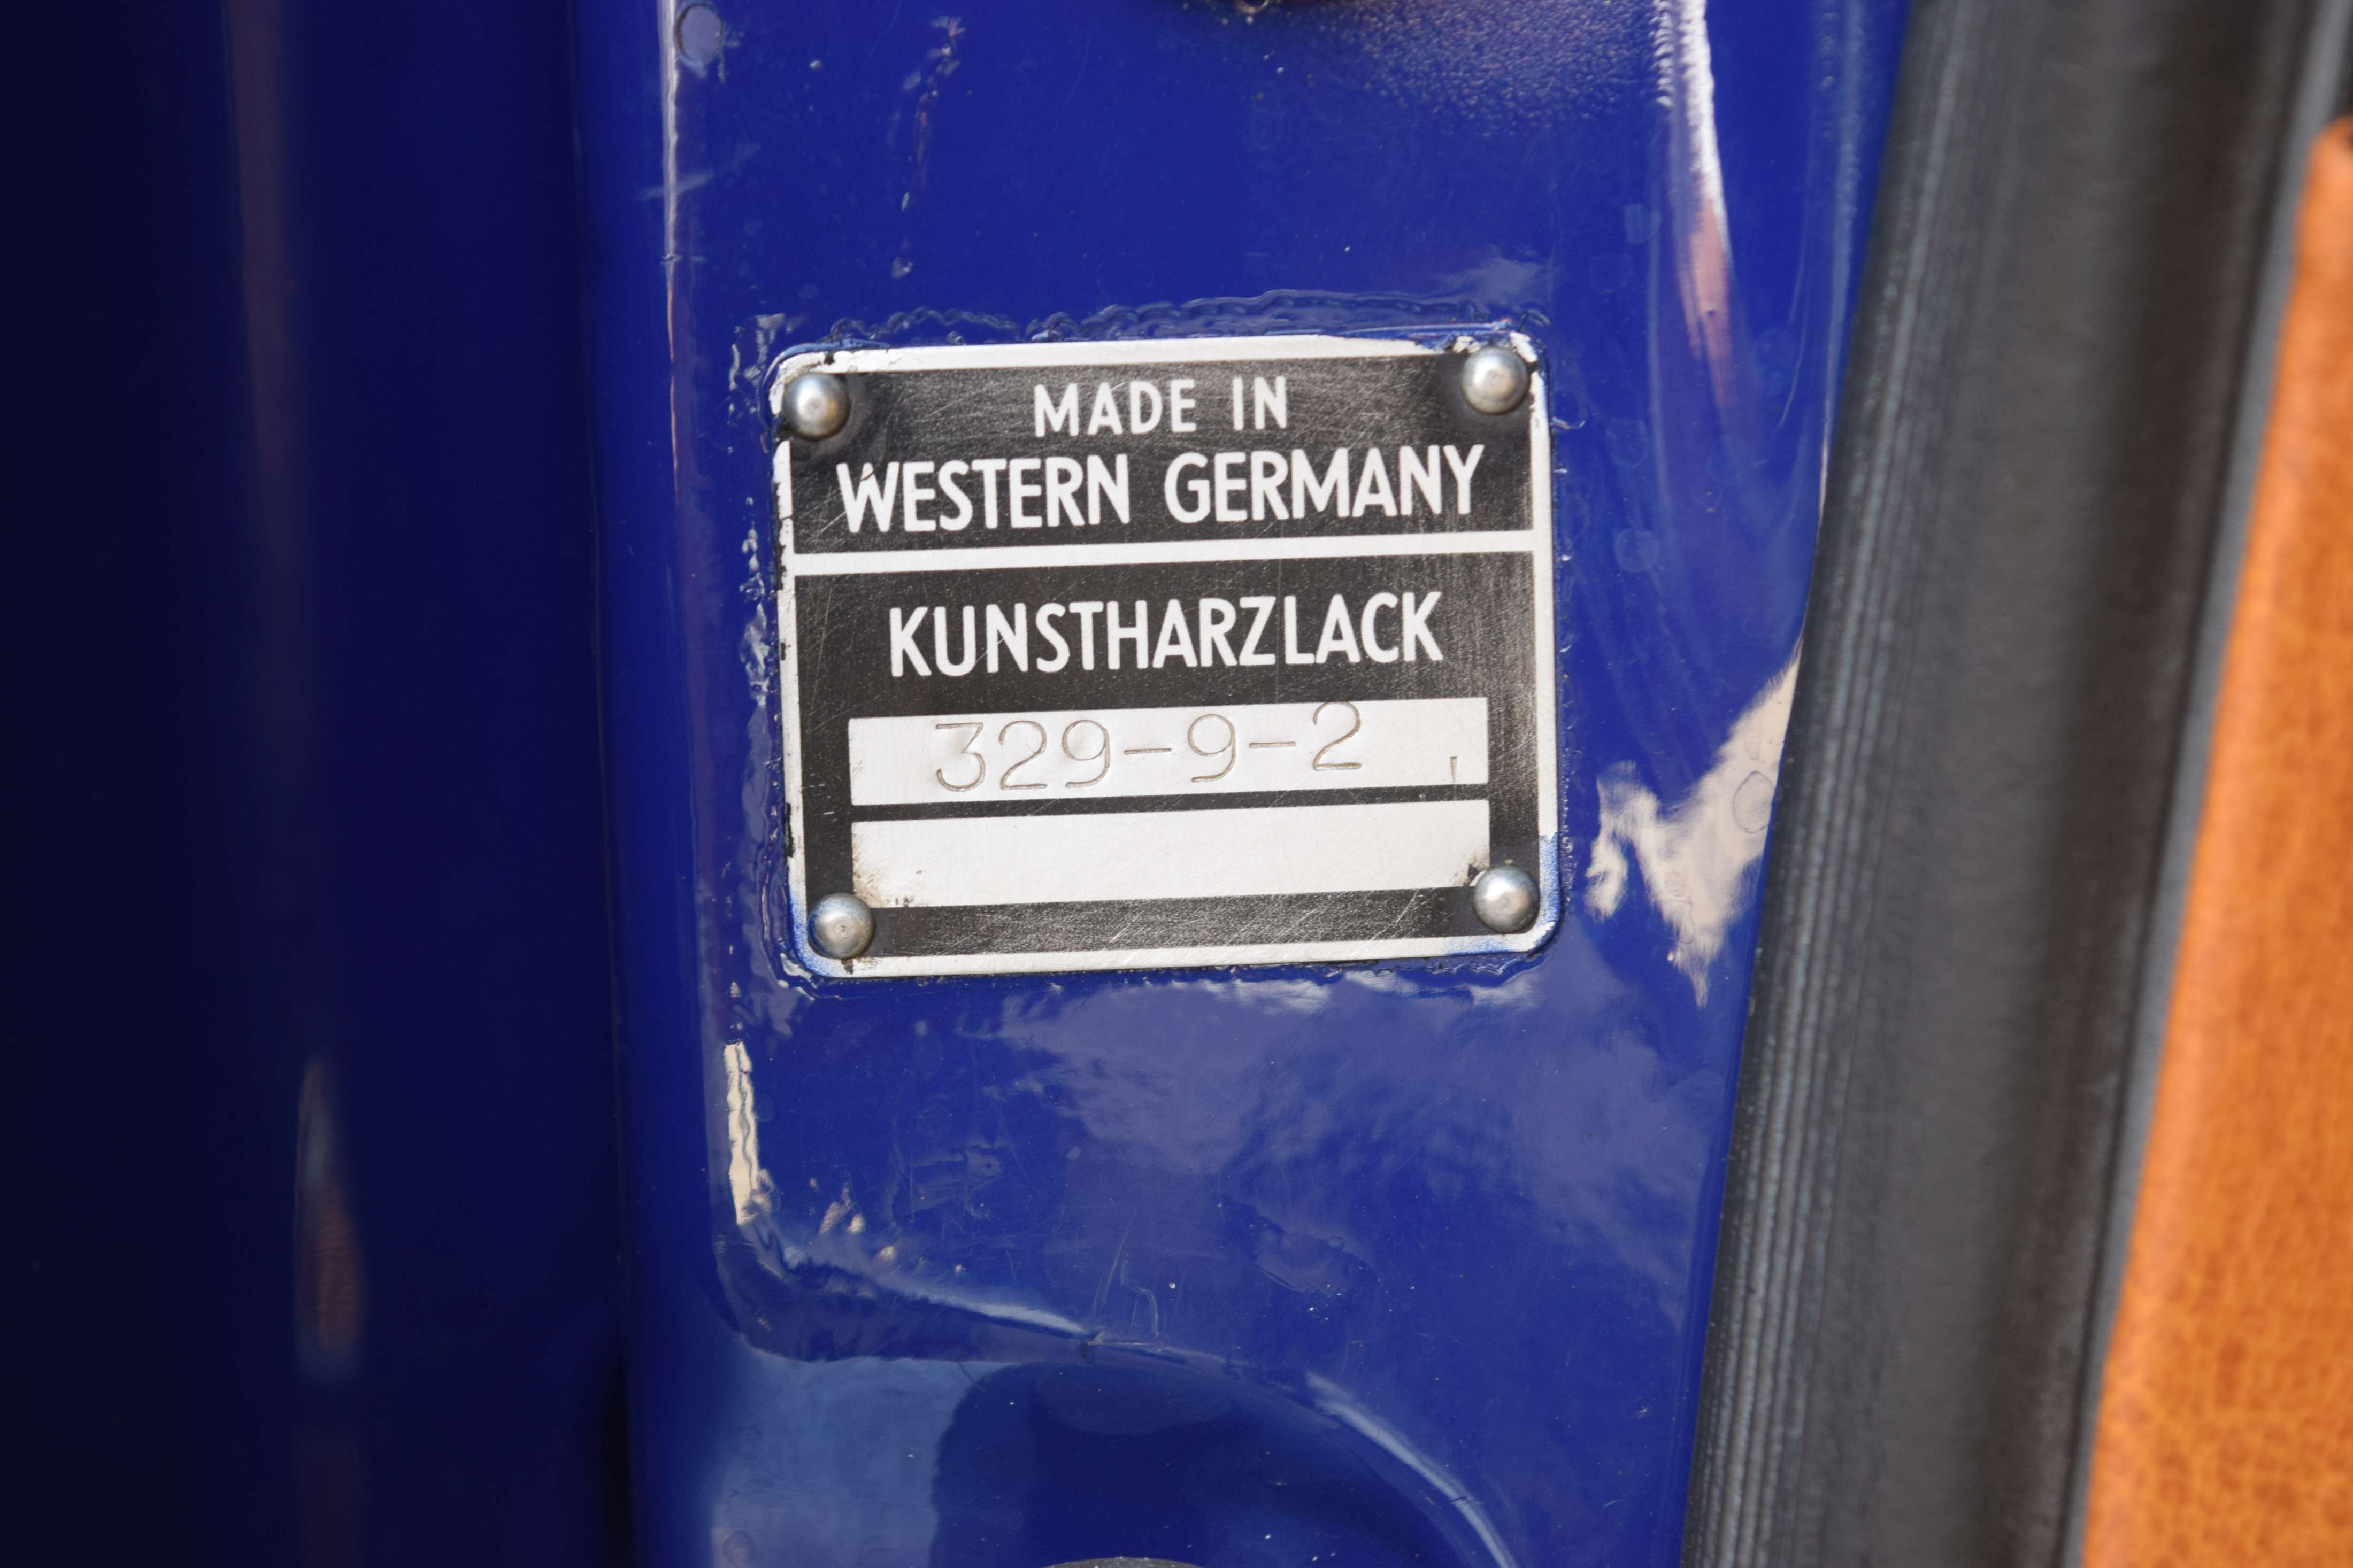 MADE IN
WESTERN GERMANY
KUNSTHARZLACK
329-9-2